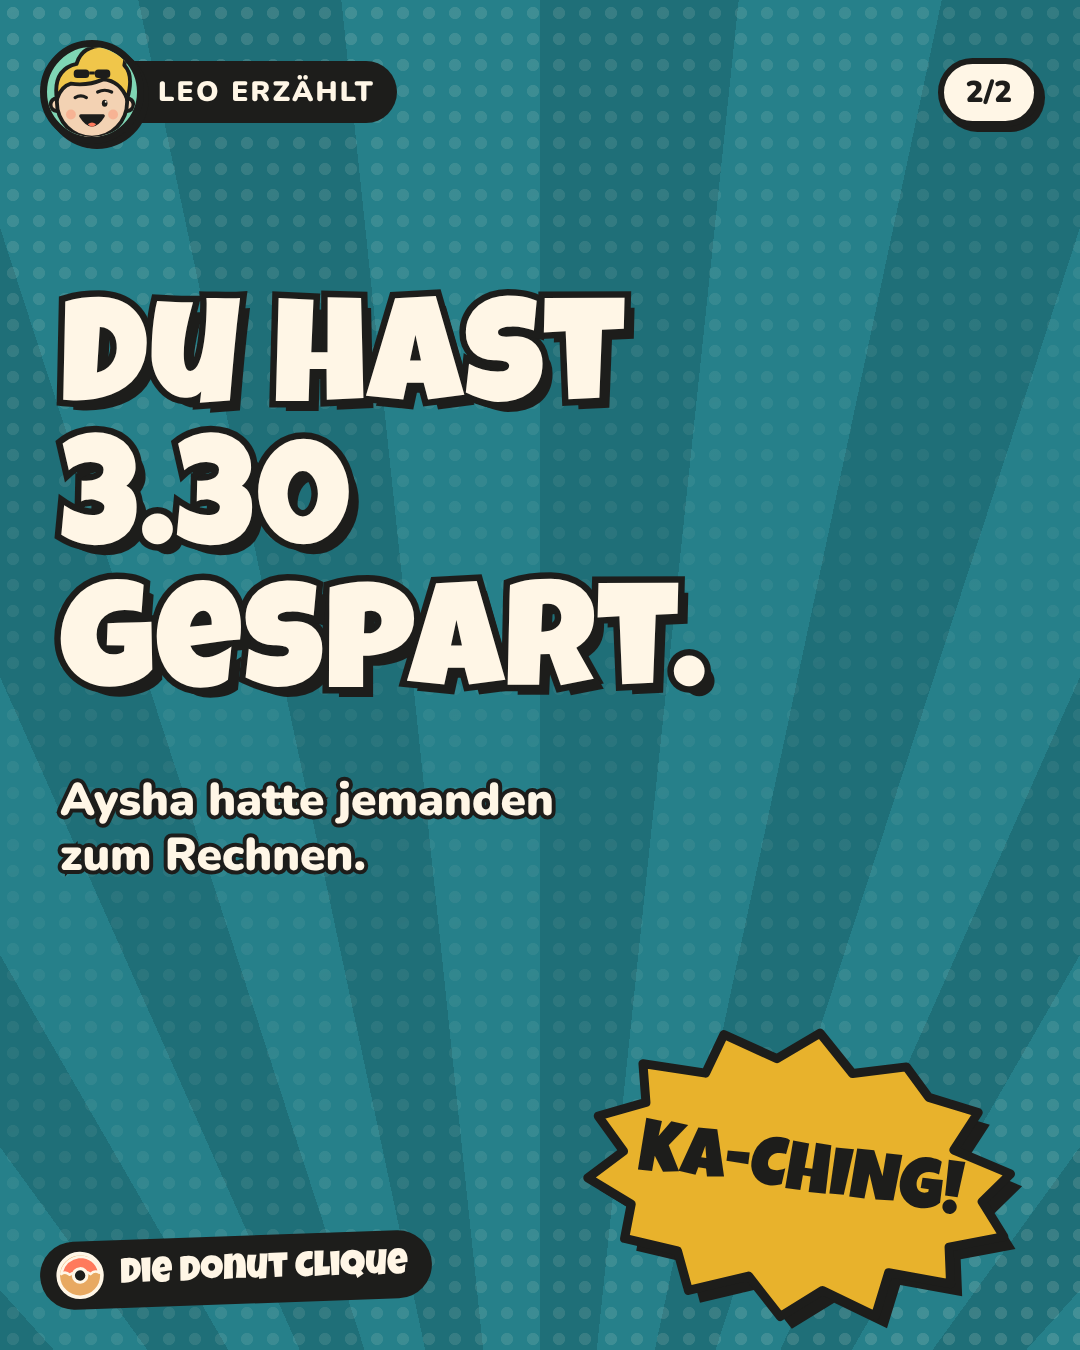 LEO ERZÄHLT
2/2
DU HAST
3.30
GESPART.
Aysha hatte jemanden
zum Rechnen.
KA-CHING!
DIE DONUT CLIQUE